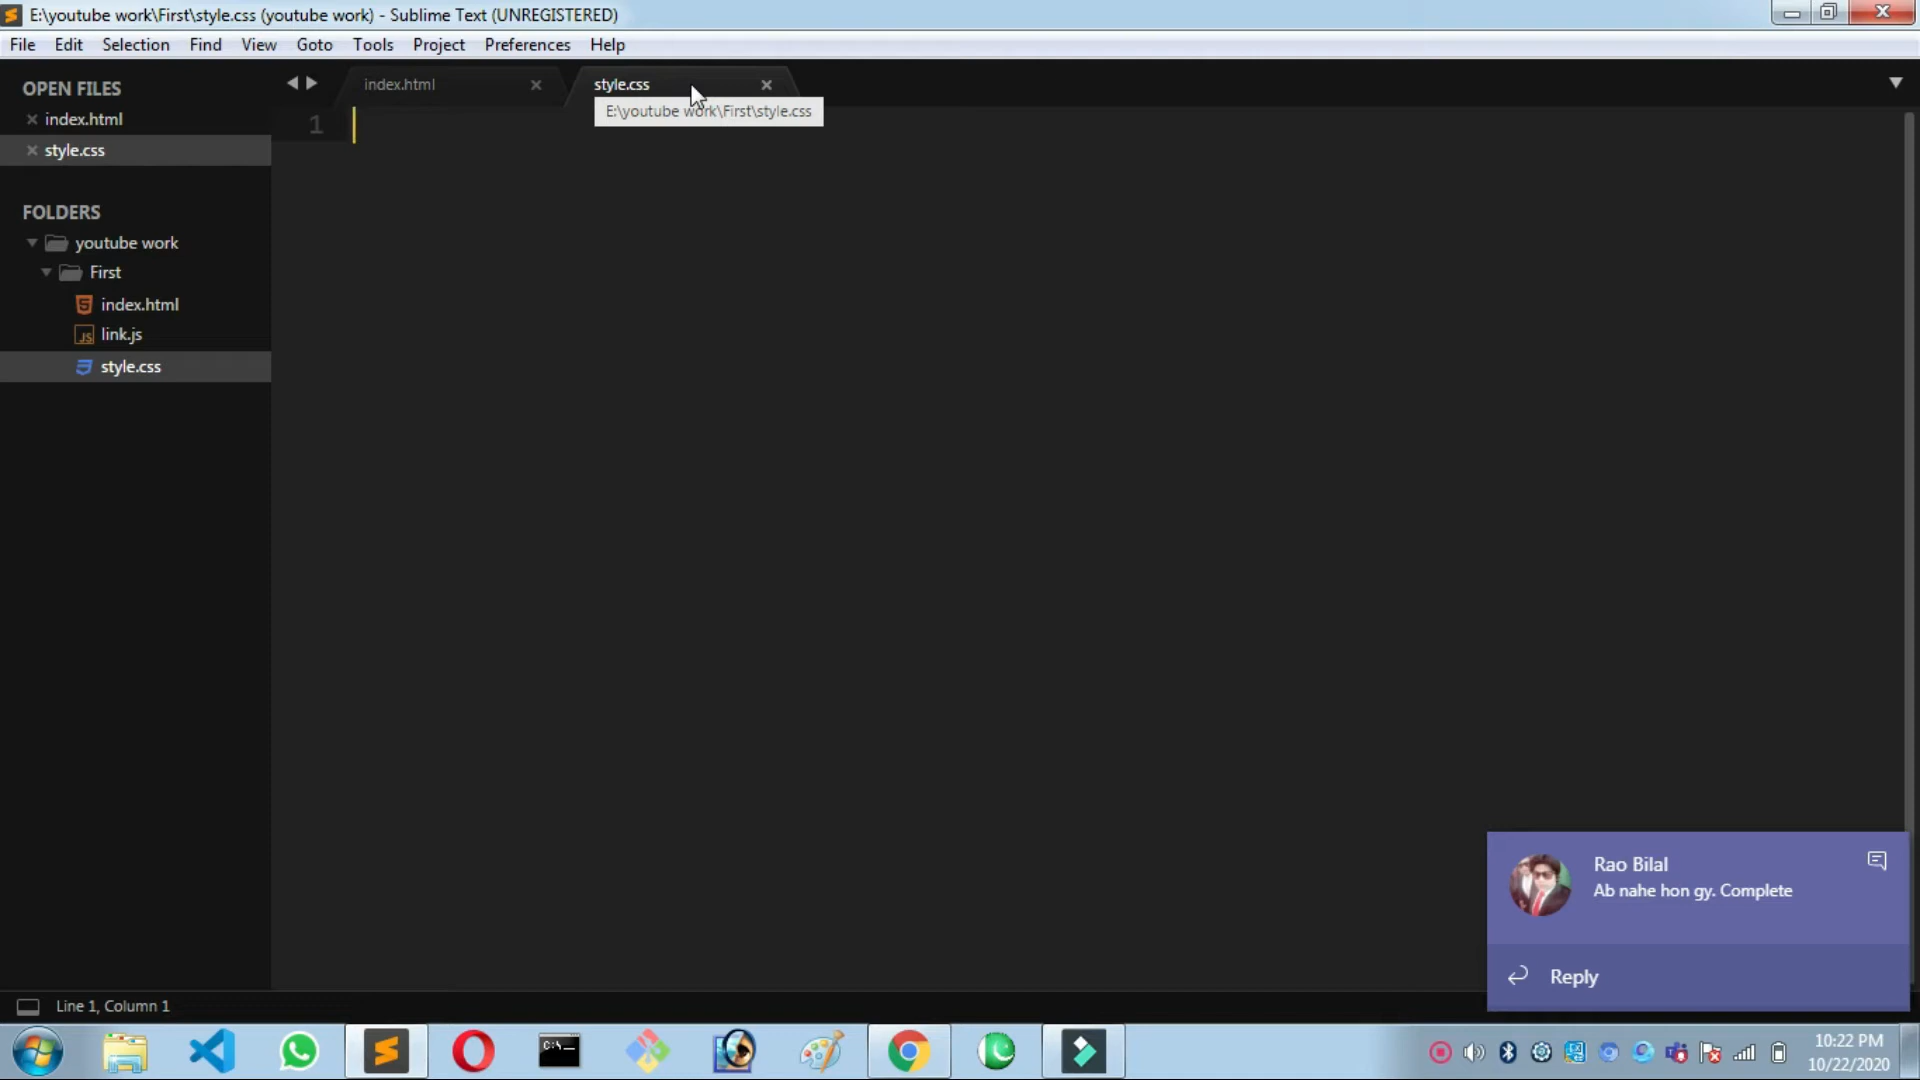 E:\youtube work\First\style.css (youtube work) - Sublime Text (UNREGISTERED)
File Edit Selection Find View Goto Tools Project Preferences Help
OPEN FILES
index.html
style.css
FOLDERS
youtube work
First
index.html
link.js
style.css
index.html
style.css
E:\youtube work\First\style.css
1
Rao Bilal
Ab nahe hon gy. Complete
Reply
Line 1, Column 1
C:\
10:22 PM
10/22/2020